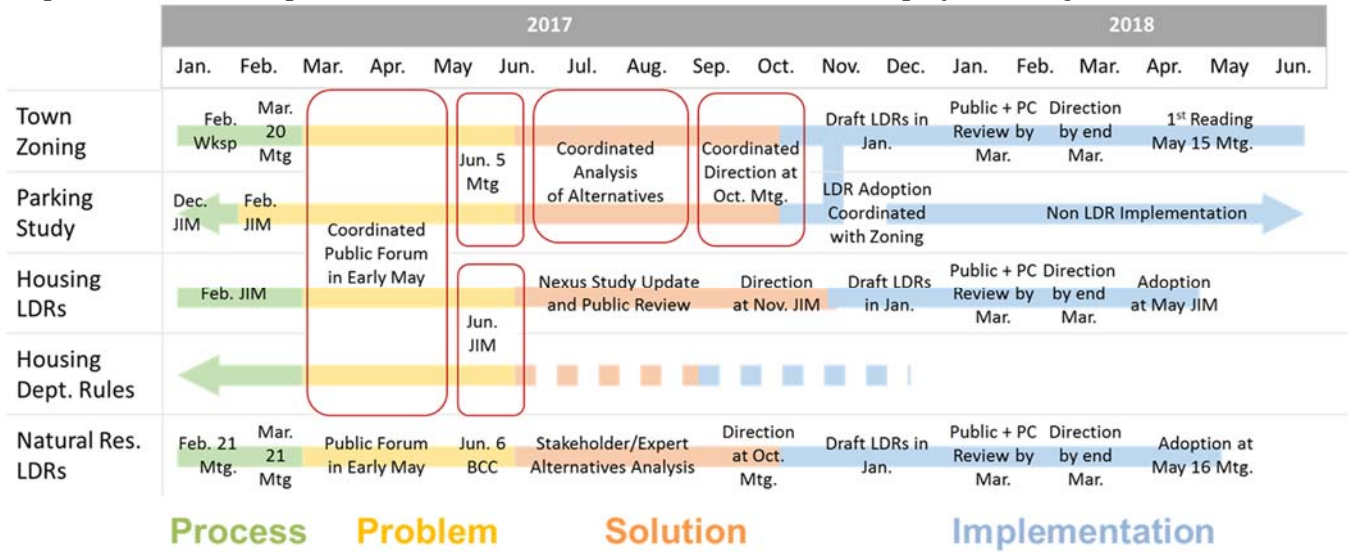 2017 2018
Jan. Feb. Mar. Apr. May Jun. Jul. Aug. Sep. Oct. Nov. Dec. Jan. Feb. Mar. Apr. May Jun.
Town
Zoning
Feb.
Wksp
Mar.
20
Mtg
Jun. 5
Mtg
Coordinated
Analysis
of Alternatives
Coordinated
Direction at
Oct. Mtg.
Draft LDRs in
Jan.
Public + PC
Review by
Mar.
Direction
by end
Mar.
1st Reading
May 15 Mtg.
Parking
Study
Dec.
JIM
Feb.
JIM
Coordinated
Public Forum
in Early May
LDR Adoption
Coordinated
with Zoning
Non LDR Implementation
Housing
LDRs
Feb. JIM
Jun.
JIM
Nexus Study Update
and Public Review
Direction
at Nov. JIM
Draft LDRs
in Jan.
Public + PC
Review by
Mar.
Direction
by end
Mar.
Adoption
at May JIM
Housing
Dept. Rules
Natural Res.
LDRs
Feb. 21
Mtg.
Mar.
21
Mtg
Public Forum
in Early May
Jun. 6
BCC
Stakeholder/Expert
Alternatives Analysis
Direction
at Oct.
Mtg.
Draft LDRs in
Jan.
Public + PC
Review by
Mar.
Direction
by end
Mar.
Adoption at
May 16 Mtg.
Process Problem Solution Implementation